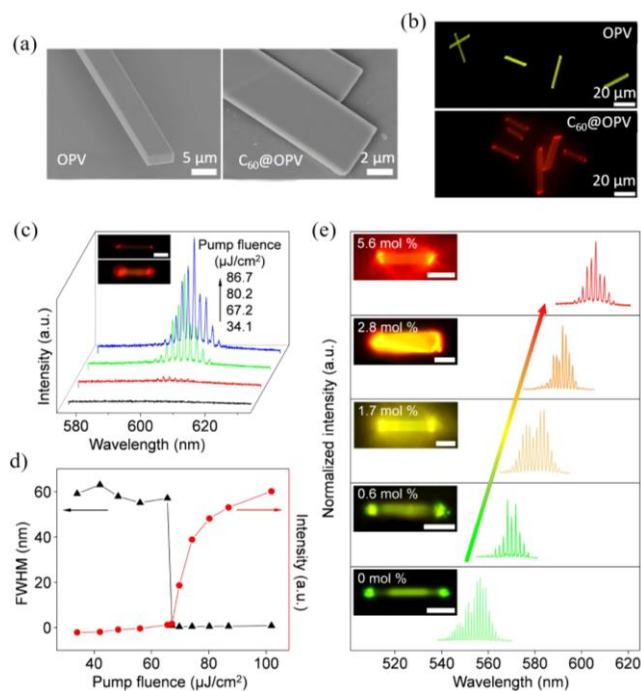 (a)
OPV
5 μm
C₆₀@OPV
2 μm
(b)
OPV
20 μm
C₆₀@OPV
20 μm
(c)
Pump fluence
(μJ/cm²)
86.7
80.2
67.2
34.1
Intensity (a.u.)
580 600 620
Wavelength (nm)
d)
FWHM (nm)
60
40
20
0
Intensity (a.u.)
40 60 80 100
Pump fluence (μJ/cm²)
(e)
Normalized intensity (a.u.)
5.6 mol %
2.8 mol %
1.7 mol %
0.6 mol %
0 mol %
520 540 560 580 600 620
Wavelength (nm)